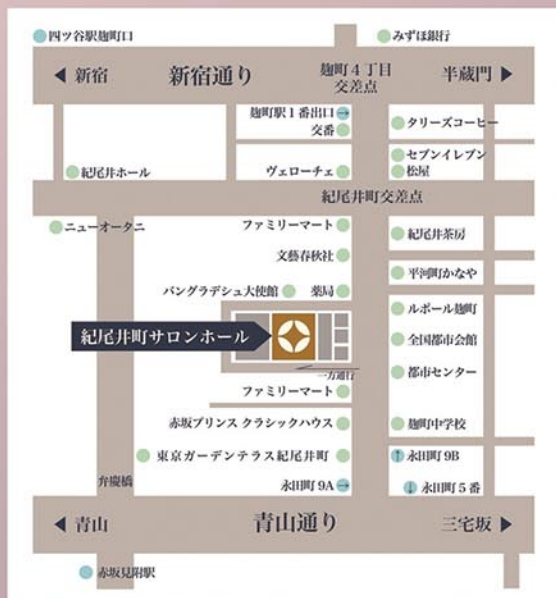 四ツ谷駅麹町口
みずほ銀行
◀ 新宿
新宿通り
麹町4丁目
交差点
半蔵門 ▶
麹町駅1番出口→
交番
タリーズコーヒー
セブンイレブン
松屋
紀尾井ホール
ヴェローチェ
紀尾井町交差点
ニューオータニ
ファミリーマート
紀尾井茶房
文藝春秋社
平河町かなや
バングラデシュ大使館
薬局
ルポール麹町
紀尾井町サロンホール
全国都市会館
一方通行
都市センター
ファミリーマート
赤坂プリンス クラシックハウス
麹町中学校
東京ガーデンテラス紀尾井町
↑ 永田町9B
弁慶橋
永田町9A→
↓ 永田町5番
◀ 青山
青山通り
三宅坂 ▶
赤坂見附駅